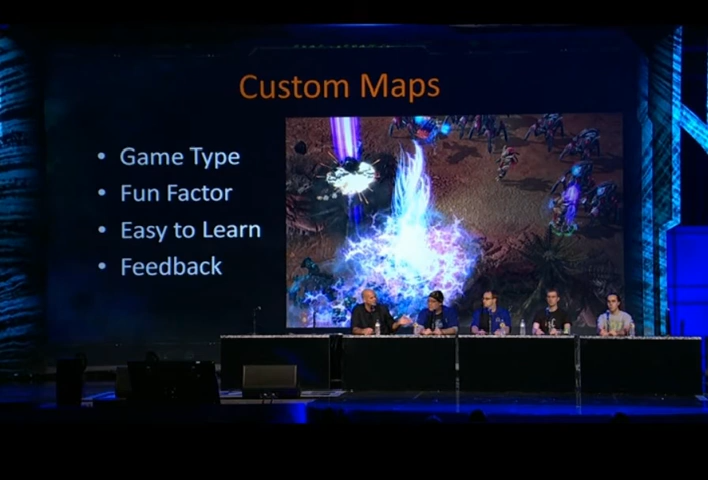 Custom Maps
• Game Type
• Fun Factor
• Easy to Learn
• Feedback